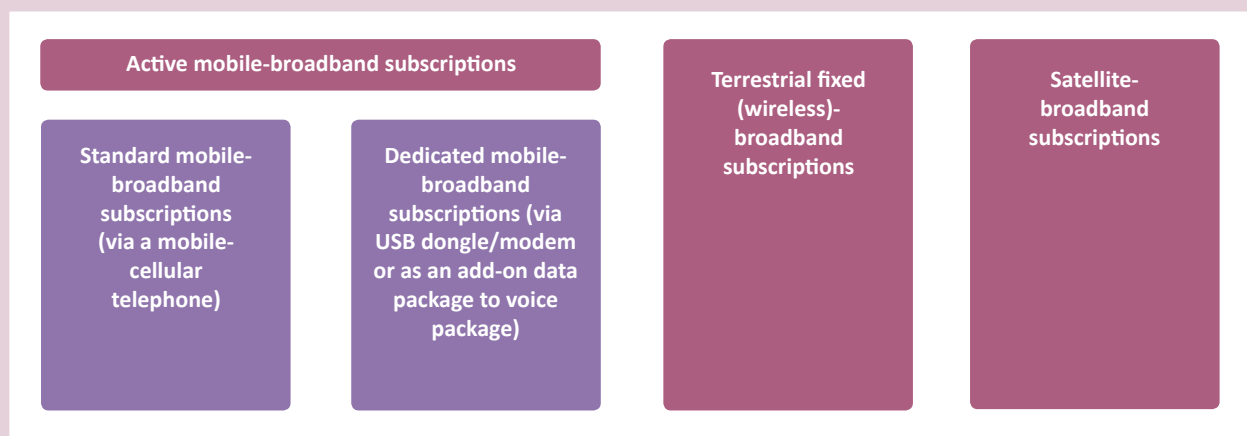 Active mobile-broadband subscriptions
Standard mobile-
broadband
subscriptions
(via a mobile-
cellular
telephone)
Dedicated mobile-
broadband
subscriptions (via
USB dongle/modem
or as an add-on data
package to voice
package)
Terrestrial fixed
(wireless)-
broadband
subscriptions
Satellite-
broadband
subscriptions